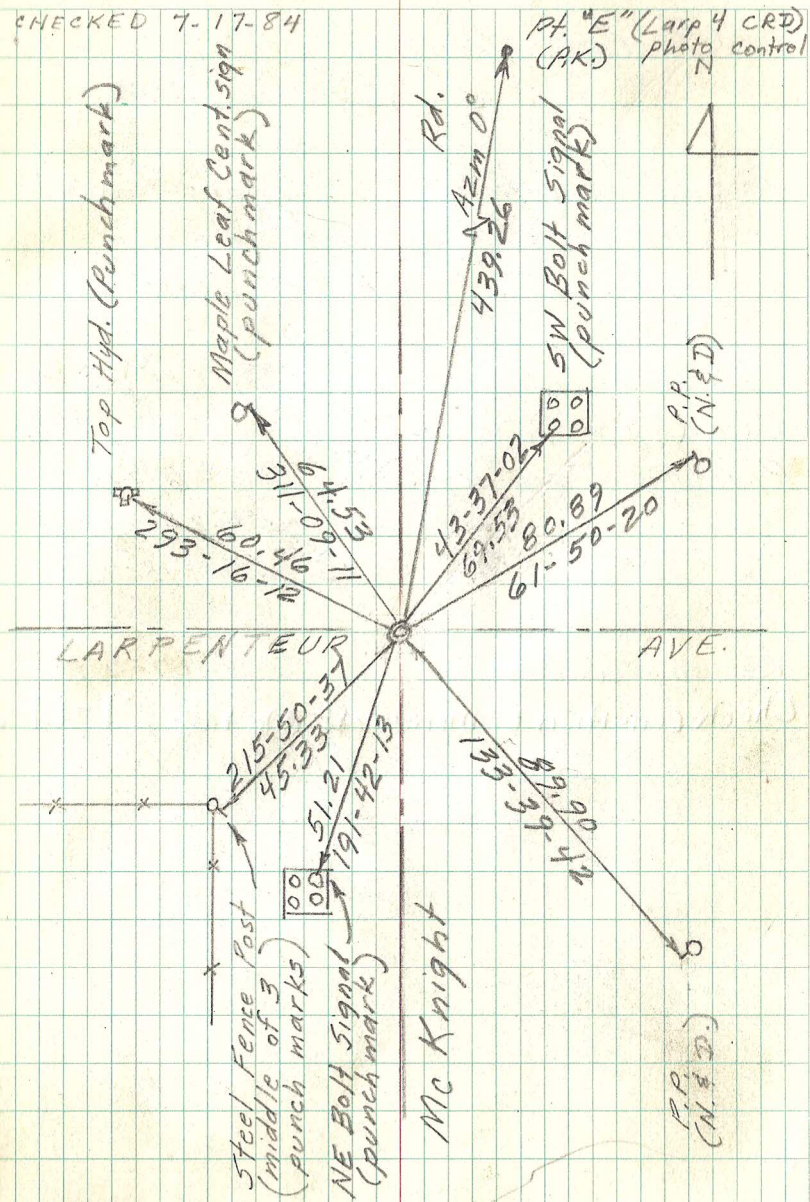 CHECKED 7-17-84
Pt. "E" (Larp 4 CRD)
(P.K.) photo control
N
Top Hyd. (Punchmark)
Maple Leaf Cent. sign
(punchmark)
Rd.
Azm 0°
439.26
SW Bolt Signal
(punch mark)
P.P.
(N. & D)
60.46
293-16-12
64.53
311-09-11
43-37-02
69.53
80.89
61-50-20
LARPENTEUR AVE.
215-50-37
45.33
51.21
191-42-13
133-39-42
Steel Fence Post
(middle of 3
punch marks)
NE Bolt Signal
(punch mark)
Mc Knight
P.P.
(N. & D.)